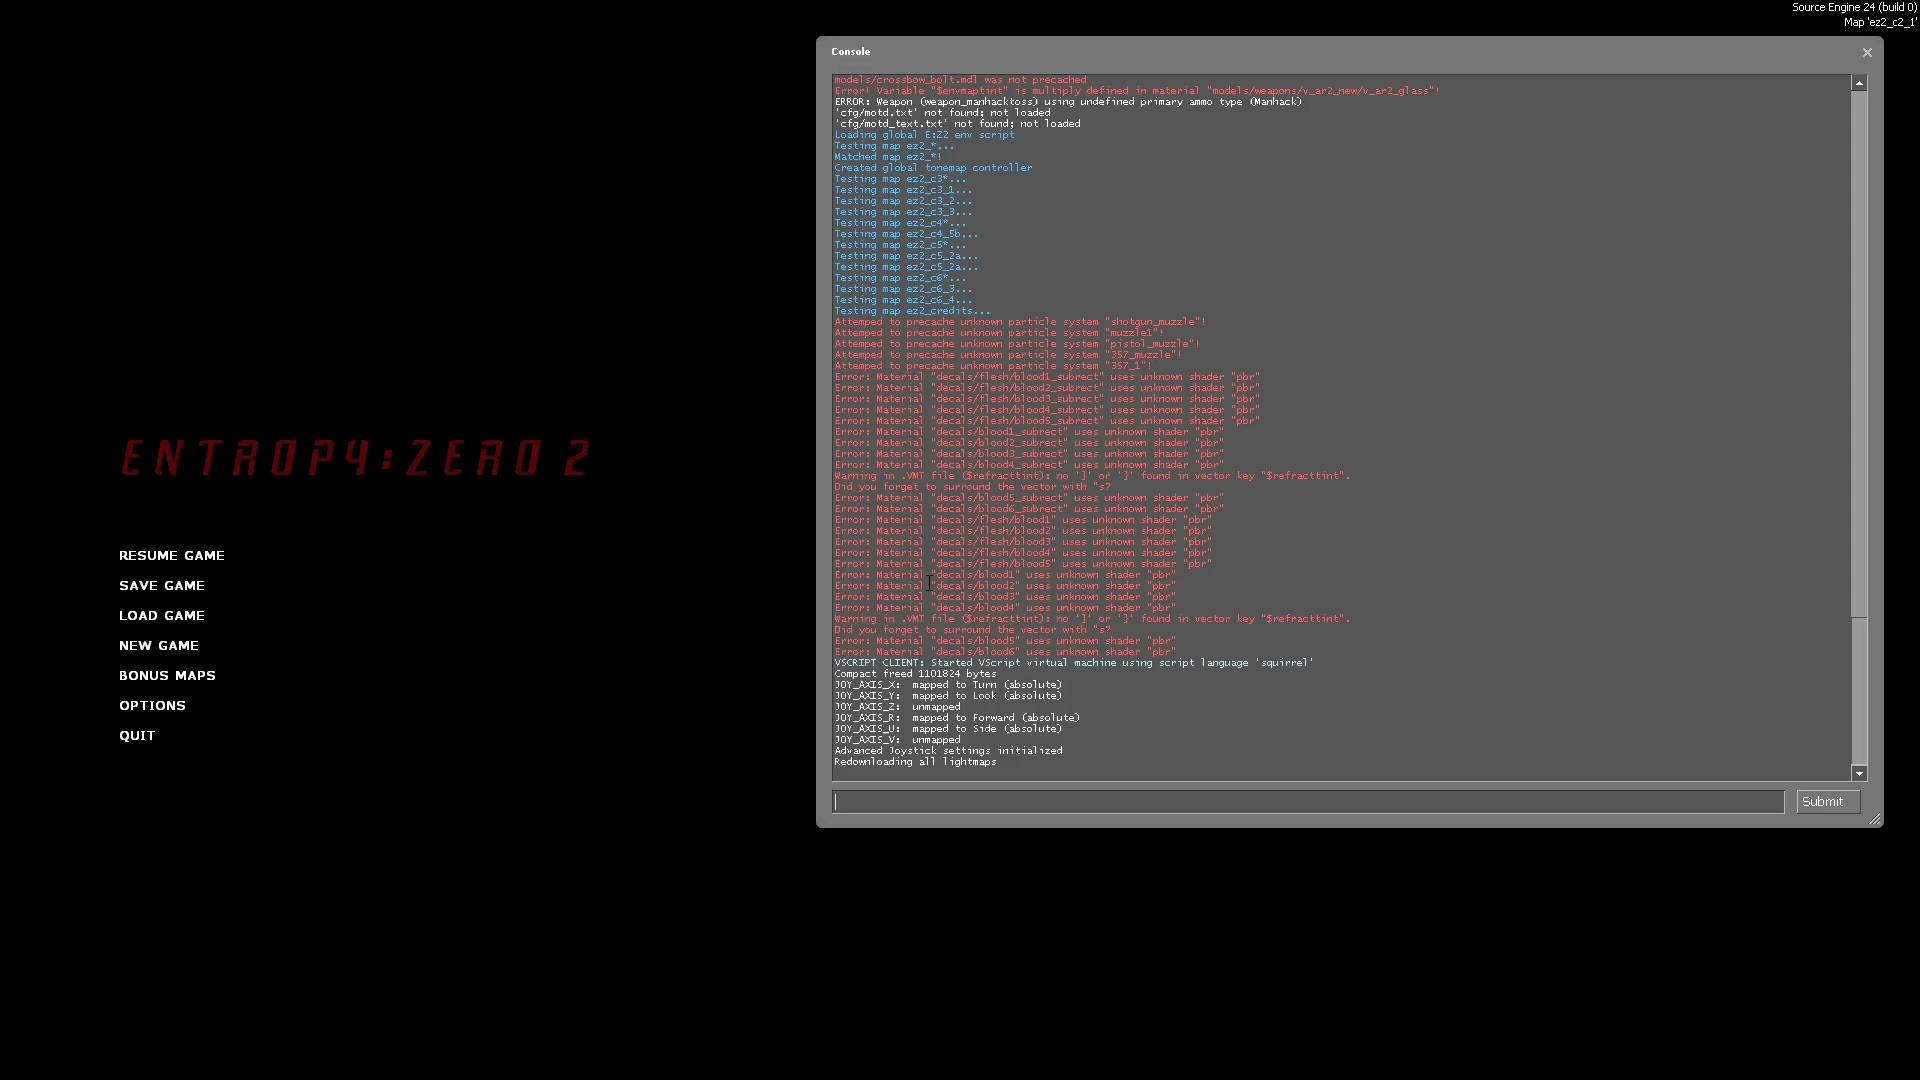 Source Engine 24 (build 0)
Map 'ez2_c2_1'
Console
models/crossbow_bolt.mdl was not precached
Error! Variable "$envmaptint" is multiply defined in material "models/weapons/v_ar2_new/v_ar2_glass"!
ERROR: Weapon (weapon_manhacktoss) using undefined primary ammo type (Manhack)
'cfg/motd.txt' not found; not loaded
'cfg/motd_text.txt' not found; not loaded
Loading global E:Z2 env script
Testing map ez2_*...
Matched map ez2_*!
Created global tonemap controller
Testing map ez2_c3*...
Testing map ez2_c3_1...
Testing map ez2_c3_2...
Testing map ez2_c3_3...
Testing map ez2_c4*...
Testing map ez2_c4_5b...
Testing map ez2_c5*...
Testing map ez2_c5_2a...
Testing map ez2_c5_2a...
Testing map ez2_c6*...
Testing map ez2_c6_3...
Testing map ez2_c6_4...
Testing map ez2_credits...
Attemped to precache unknown particle system "shotgun_muzzle"!
Attemped to precache unknown particle system "muzzle1"!
Attemped to precache unknown particle system "pistol_muzzle"!
Attemped to precache unknown particle system "357_muzzle"!
Attemped to precache unknown particle system "357_1"!
Error: Material "decals/flesh/blood1_subrect" uses unknown shader "pbr"
Error: Material "decals/flesh/blood2_subrect" uses unknown shader "pbr"
Error: Material "decals/flesh/blood3_subrect" uses unknown shader "pbr"
Error: Material "decals/flesh/blood4_subrect" uses unknown shader "pbr"
Error: Material "decals/flesh/blood5_subrect" uses unknown shader "pbr"
Error: Material "decals/blood1_subrect" uses unknown shader "pbr"
Error: Material "decals/blood2_subrect" uses unknown shader "pbr"
Error: Material "decals/blood3_subrect" uses unknown shader "pbr"
Error: Material "decals/blood4_subrect" uses unknown shader "pbr"
Warning in .VMT file ($refracttint): no ']' or '}' found in vector key "$refracttint".
Did you forget to surround the vector with "s?
Error: Material "decals/blood5_subrect" uses unknown shader "pbr"
Error: Material "decals/blood6_subrect" uses unknown shader "pbr"
Error: Material "decals/flesh/blood1" uses unknown shader "pbr"
Error: Material "decals/flesh/blood2" uses unknown shader "pbr"
Error: Material "decals/flesh/blood3" uses unknown shader "pbr"
Error: Material "decals/flesh/blood4" uses unknown shader "pbr"
Error: Material "decals/flesh/blood5" uses unknown shader "pbr"
Error: Material "decals/blood1" uses unknown shader "pbr"
Error: Material "decals/blood2" uses unknown shader "pbr"
Error: Material "decals/blood3" uses unknown shader "pbr"
Error: Material "decals/blood4" uses unknown shader "pbr"
Warning in .VMT file ($refracttint): no ']' or '}' found in vector key "$refracttint".
Did you forget to surround the vector with "s?
Error: Material "decals/blood5" uses unknown shader "pbr"
Error: Material "decals/blood6" uses unknown shader "pbr"
VSCRIPT CLIENT: Started VScript virtual machine using script language 'squirrel'
Compact freed 1101824 bytes
JOY_AXIS_X: mapped to Turn (absolute)
JOY_AXIS_Y: mapped to Look (absolute)
JOY_AXIS_Z: unmapped
JOY_AXIS_R: mapped to Forward (absolute)
JOY_AXIS_U: mapped to Side (absolute)
JOY_AXIS_V: unmapped
Advanced Joystick settings initialized
Redownloading all lightmaps
Submit
ENTROP4:ZERO 2
RESUME GAME
SAVE GAME
LOAD GAME
NEW GAME
BONUS MAPS
OPTIONS
QUIT